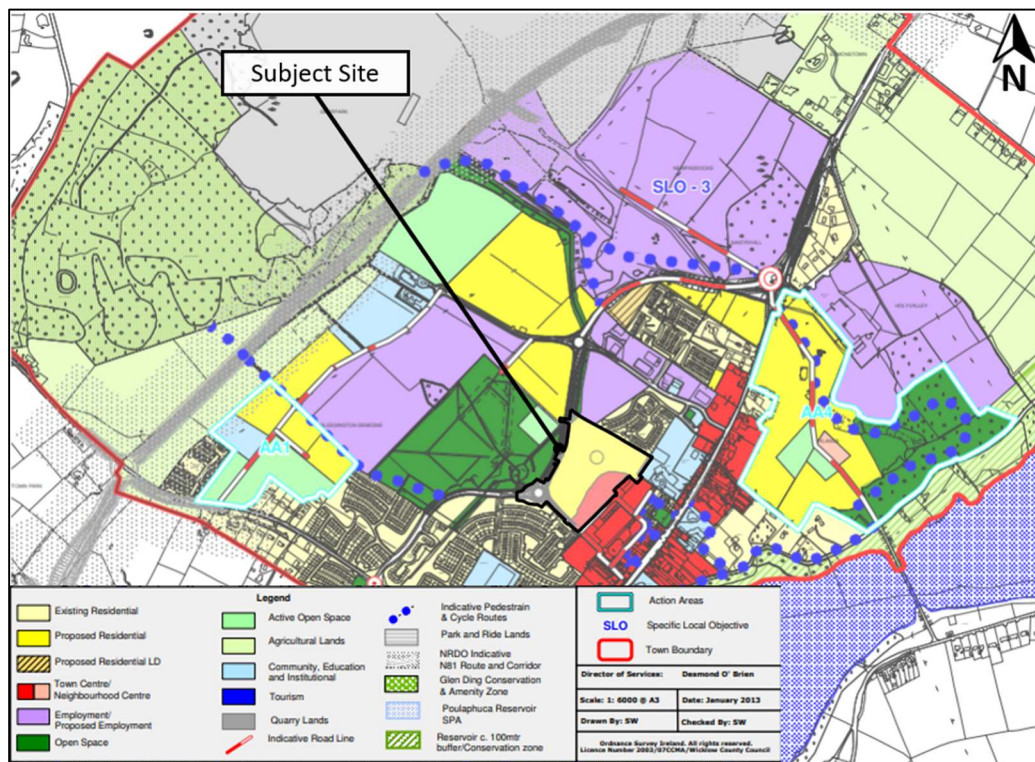 Subject Site
N
SLO - 3
AA1
AA4
Legend
Existing Residential
Proposed Residential
Proposed Residential LD
Town Centre/
Neighbourhood Centre
Employment/
Proposed Employment
Open Space
Active Open Space
Agricultural Lands
Community, Education
and Institutional
Tourism
Quarry Lands
Indicative Road Line
Indicative Pedestrain
& Cycle Routes
Park and Ride Lands
NRDO Indicative
N81 Route and Corridor
Glen Ding Conservation
& Amenity Zone
Poulaphuca Reservoir
SPA
Reservoir c. 100mtr
buffer/Conservation zone
Action Areas
SLO Specific Local Objective
Town Boundary
Director of Services: Desmond O' Brien
Scale: 1: 6000 @ A3 Date: January 2013
Drawn By: SW Checked By: SW
Ordnance Survey Ireland. All rights reserved.
Licence Number 2003/07CCMA/Wicklow County Council